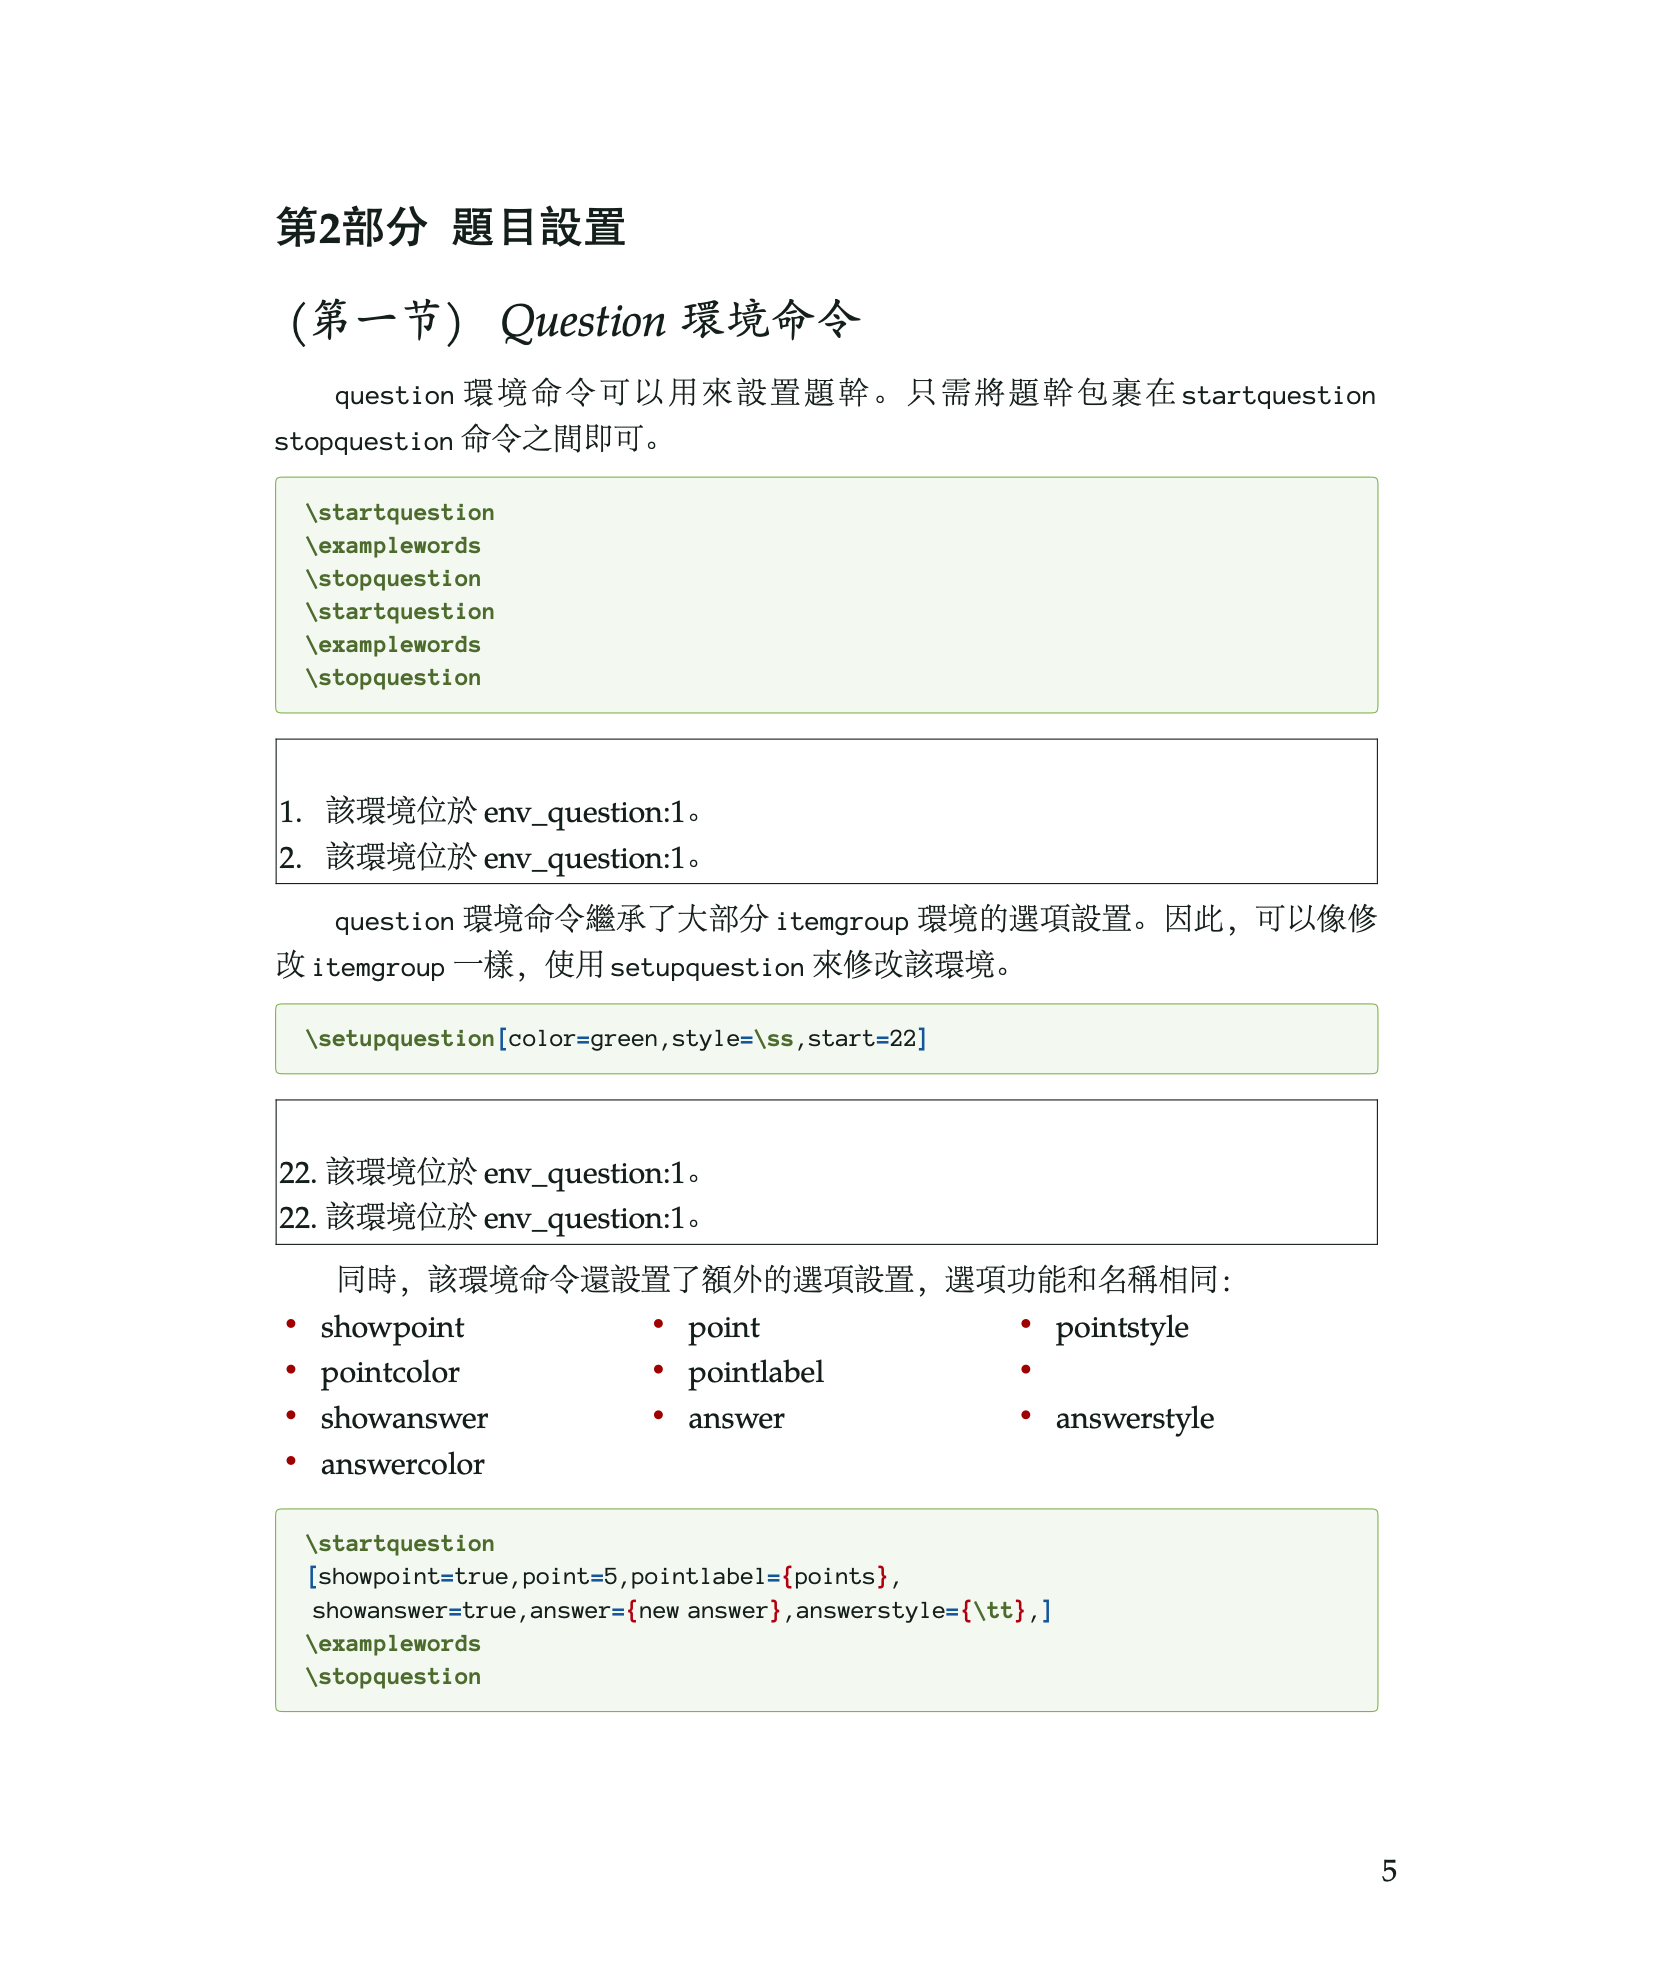 第2部分 題目設置
（第一节） Question 環境命令
question 環境命令可以用來設置題幹。只需將題幹包裹在 startquestion
stopquestion 命令之間即可。
\startquestion
\examplewords
\stopquestion
\startquestion
\examplewords
\stopquestion
1. 該環境位於 env_question:1。
2. 該環境位於 env_question:1。
question 環境命令繼承了大部分 itemgroup 環境的選項設置。因此，可以像修
改 itemgroup 一樣，使用 setupquestion 來修改該環境。
\setupquestion[color=green,style=\ss,start=22]
22. 該環境位於 env_question:1。
22. 該環境位於 env_question:1。
同時，該環境命令還設置了額外的選項設置，選項功能和名稱相同：
• showpoint • point • pointstyle
• pointcolor • pointlabel •
• showanswer • answer • answerstyle
• answercolor
\startquestion
[showpoint=true,point=5,pointlabel={points},
showanswer=true,answer={new answer},answerstyle={\tt},]
\examplewords
\stopquestion
5